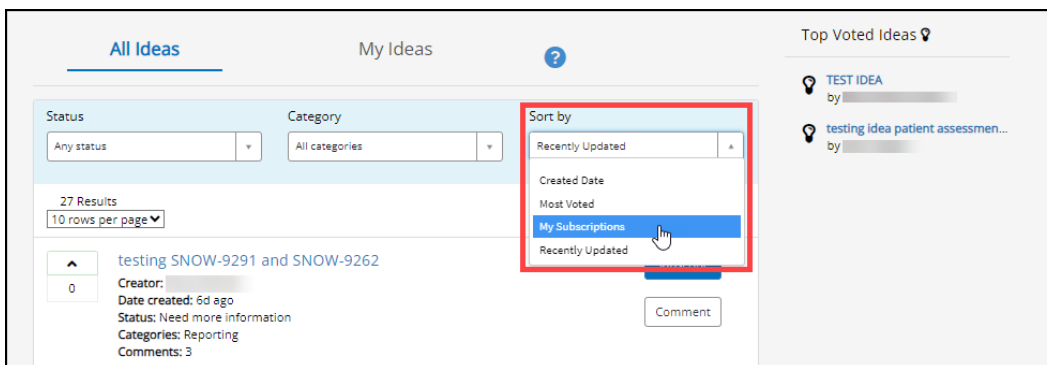 All Ideas
My Ideas
?
Top Voted Ideas
TEST IDEA
by
testing idea patient assessmen...
by
Status
Category
Sort by
Any status
All categories
Recently Updated
Created Date
Most Voted
My Subscriptions
Recently Updated
27 Results
10 rows per page
testing SNOW-9291 and SNOW-9262
0
Creator:
Date created: 6d ago
Status: Need more information
Categories: Reporting
Comments: 3
Comment